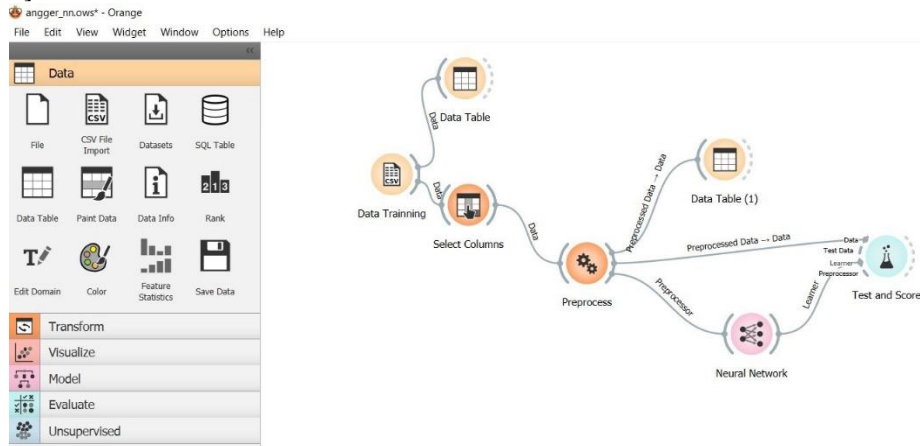 angger_nn.ows* - Orange
File Edit View Widget Window Options Help
Data
File
CSV File
Import
Datasets
SQL Table
Data Table
Paint Data
Data Info
Rank
Edit Domain
Color
Feature
Statistics
Save Data
Transform
Visualize
Model
Evaluate
Unsupervised
Data Table
Data
Data Trainning
Data
Select Columns
Data
Preprocess
Preprocessed Data → Data
Data Table (1)
Preprocessed Data → Data
Preprocessor
Neural Network
Learner
Data
Test Data
Learner
Preprocessor
Test and Score